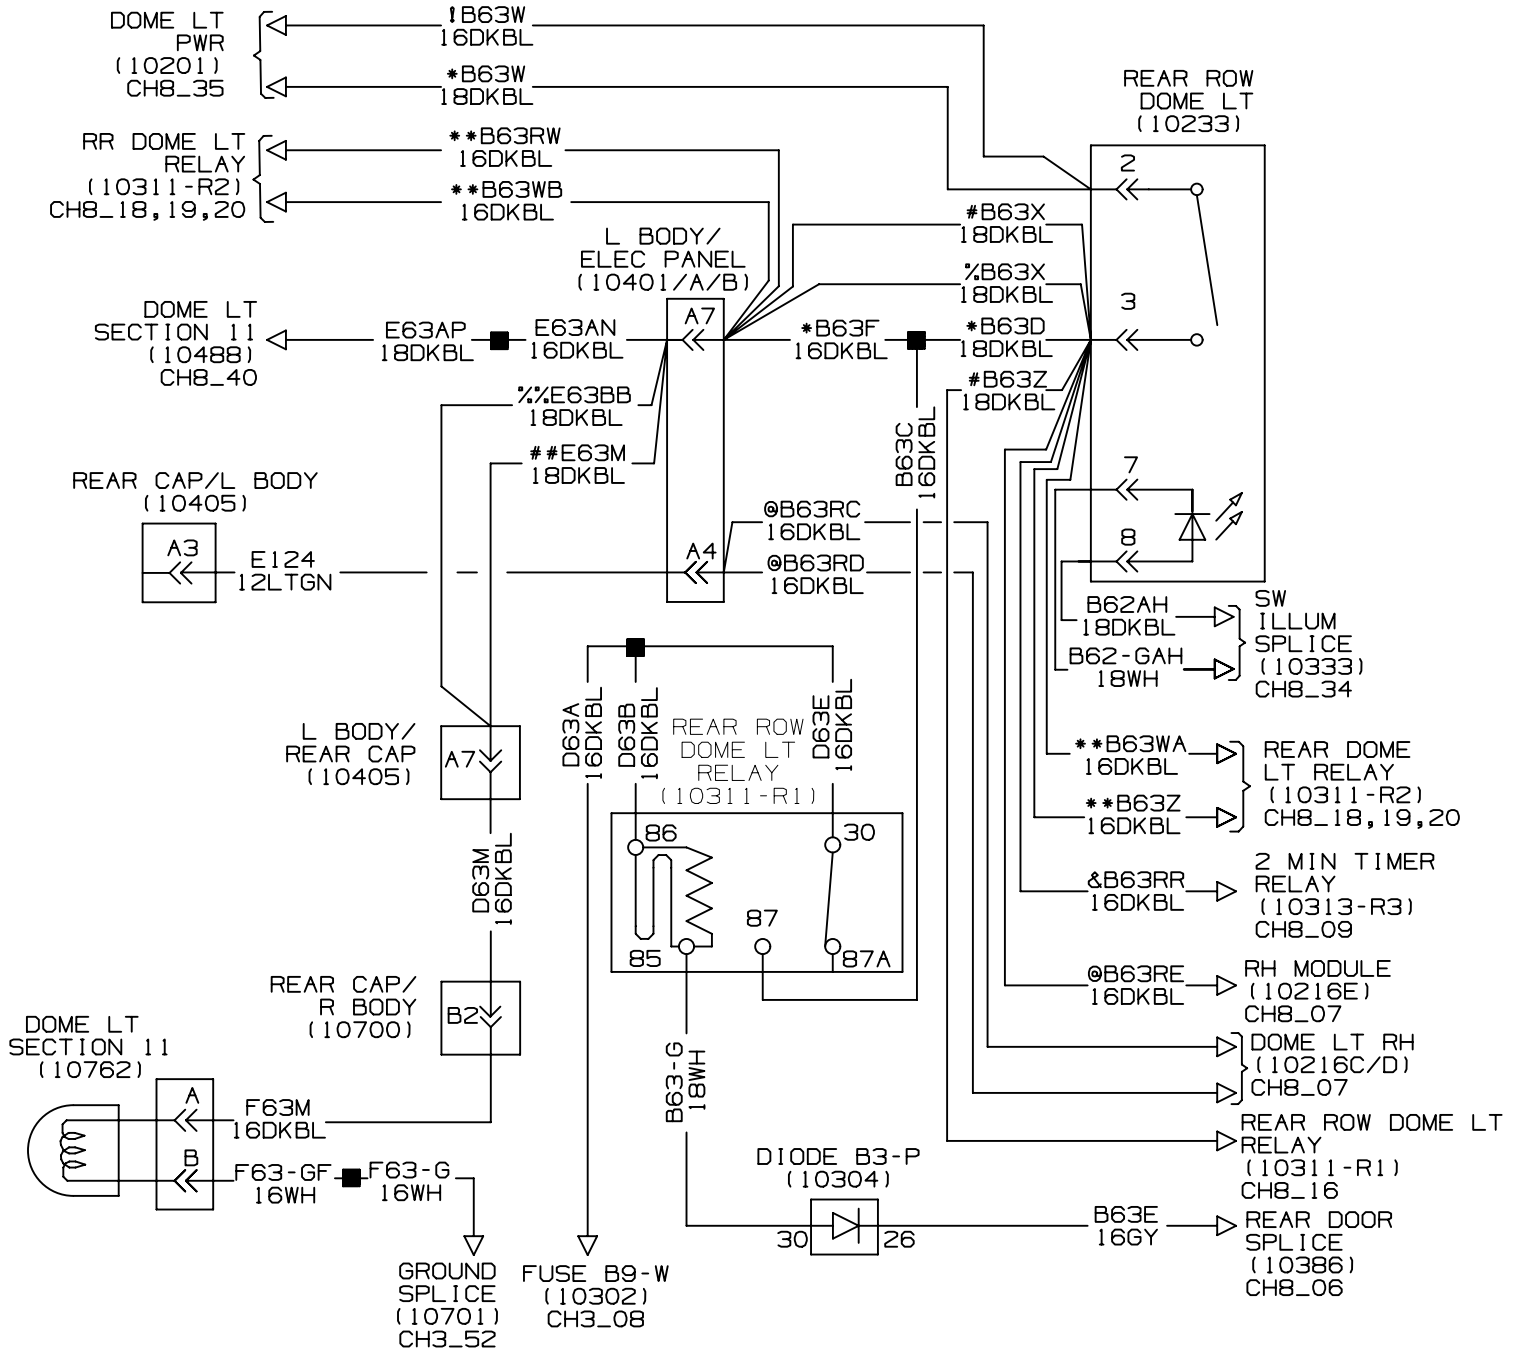 DOME LT
PWR
(10201)
CH8_35
!B63W
16DKBL
*B63W
18DKBL
RR DOME LT
RELAY
(10311-R2)
CH8_18,19,20
**B63RW
16DKBL
**B63WB
16DKBL
REAR ROW
DOME LT
(10233)
2
3
7
8
L BODY/
ELEC PANEL
(10401/A/B)
A7
A4
#B63X
18DKBL
%B63X
18DKBL
DOME LT
SECTION 11
(10488)
CH8_40
E63AP
18DKBL
E63AN
16DKBL
*B63F
16DKBL
*B63D
18DKBL
#B63Z
18DKBL
%%E63BB
18DKBL
##E63M
18DKBL
B63C
16DKBL
REAR CAP/L BODY
(10405)
A3
E124
12LTGN
@B63RC
16DKBL
@B63RD
16DKBL
B62AH
18DKBL
B62-GAH
18WH
SW
ILLUM
SPLICE
(10333)
CH8_34
L BODY/
REAR CAP
(10405)
A7
D63A
16DKBL
D63B
16DKBL
D63E
16DKBL
REAR ROW
DOME LT
RELAY
(10311-R1)
86
30
87
85
87A
**B63WA
16DKBL
**B63Z
16DKBL
REAR DOME
LT RELAY
(10311-R2)
CH8_18,19,20
D63M
16DKBL
&B63RR
16DKBL
2 MIN TIMER
RELAY
(10313-R3)
CH8_09
REAR CAP/
R BODY
(10700)
B2
@B63RE
16DKBL
RH MODULE
(10216E)
CH8_07
DOME LT
SECTION 11
(10762)
A
B
F63M
16DKBL
F63-GF
16WH
F63-G
16WH
B63-G
18WH
DOME LT RH
(10216C/D)
CH8_07
REAR ROW DOME LT
RELAY
(10311-R1)
CH8_16
DIODE B3-P
(10304)
30
26
B63E
16GY
REAR DOOR
SPLICE
(10386)
CH8_06
GROUND
SPLICE
(10701)
CH3_52
FUSE B9-W
(10302)
CH3_08